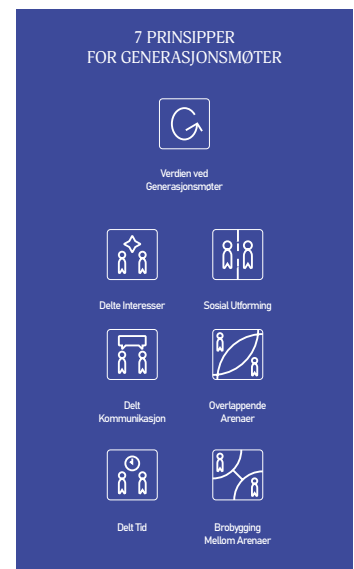 7 PRINSIPPER
FOR GENERASJONSMØTER
Verdien ved
Generasjonsmøter
Delte Interesser
Sosial Utforming
Delt
Kommunikasjon
Overlappende
Arenaer
Delt Tid
Brobygging
Mellom Arenaer